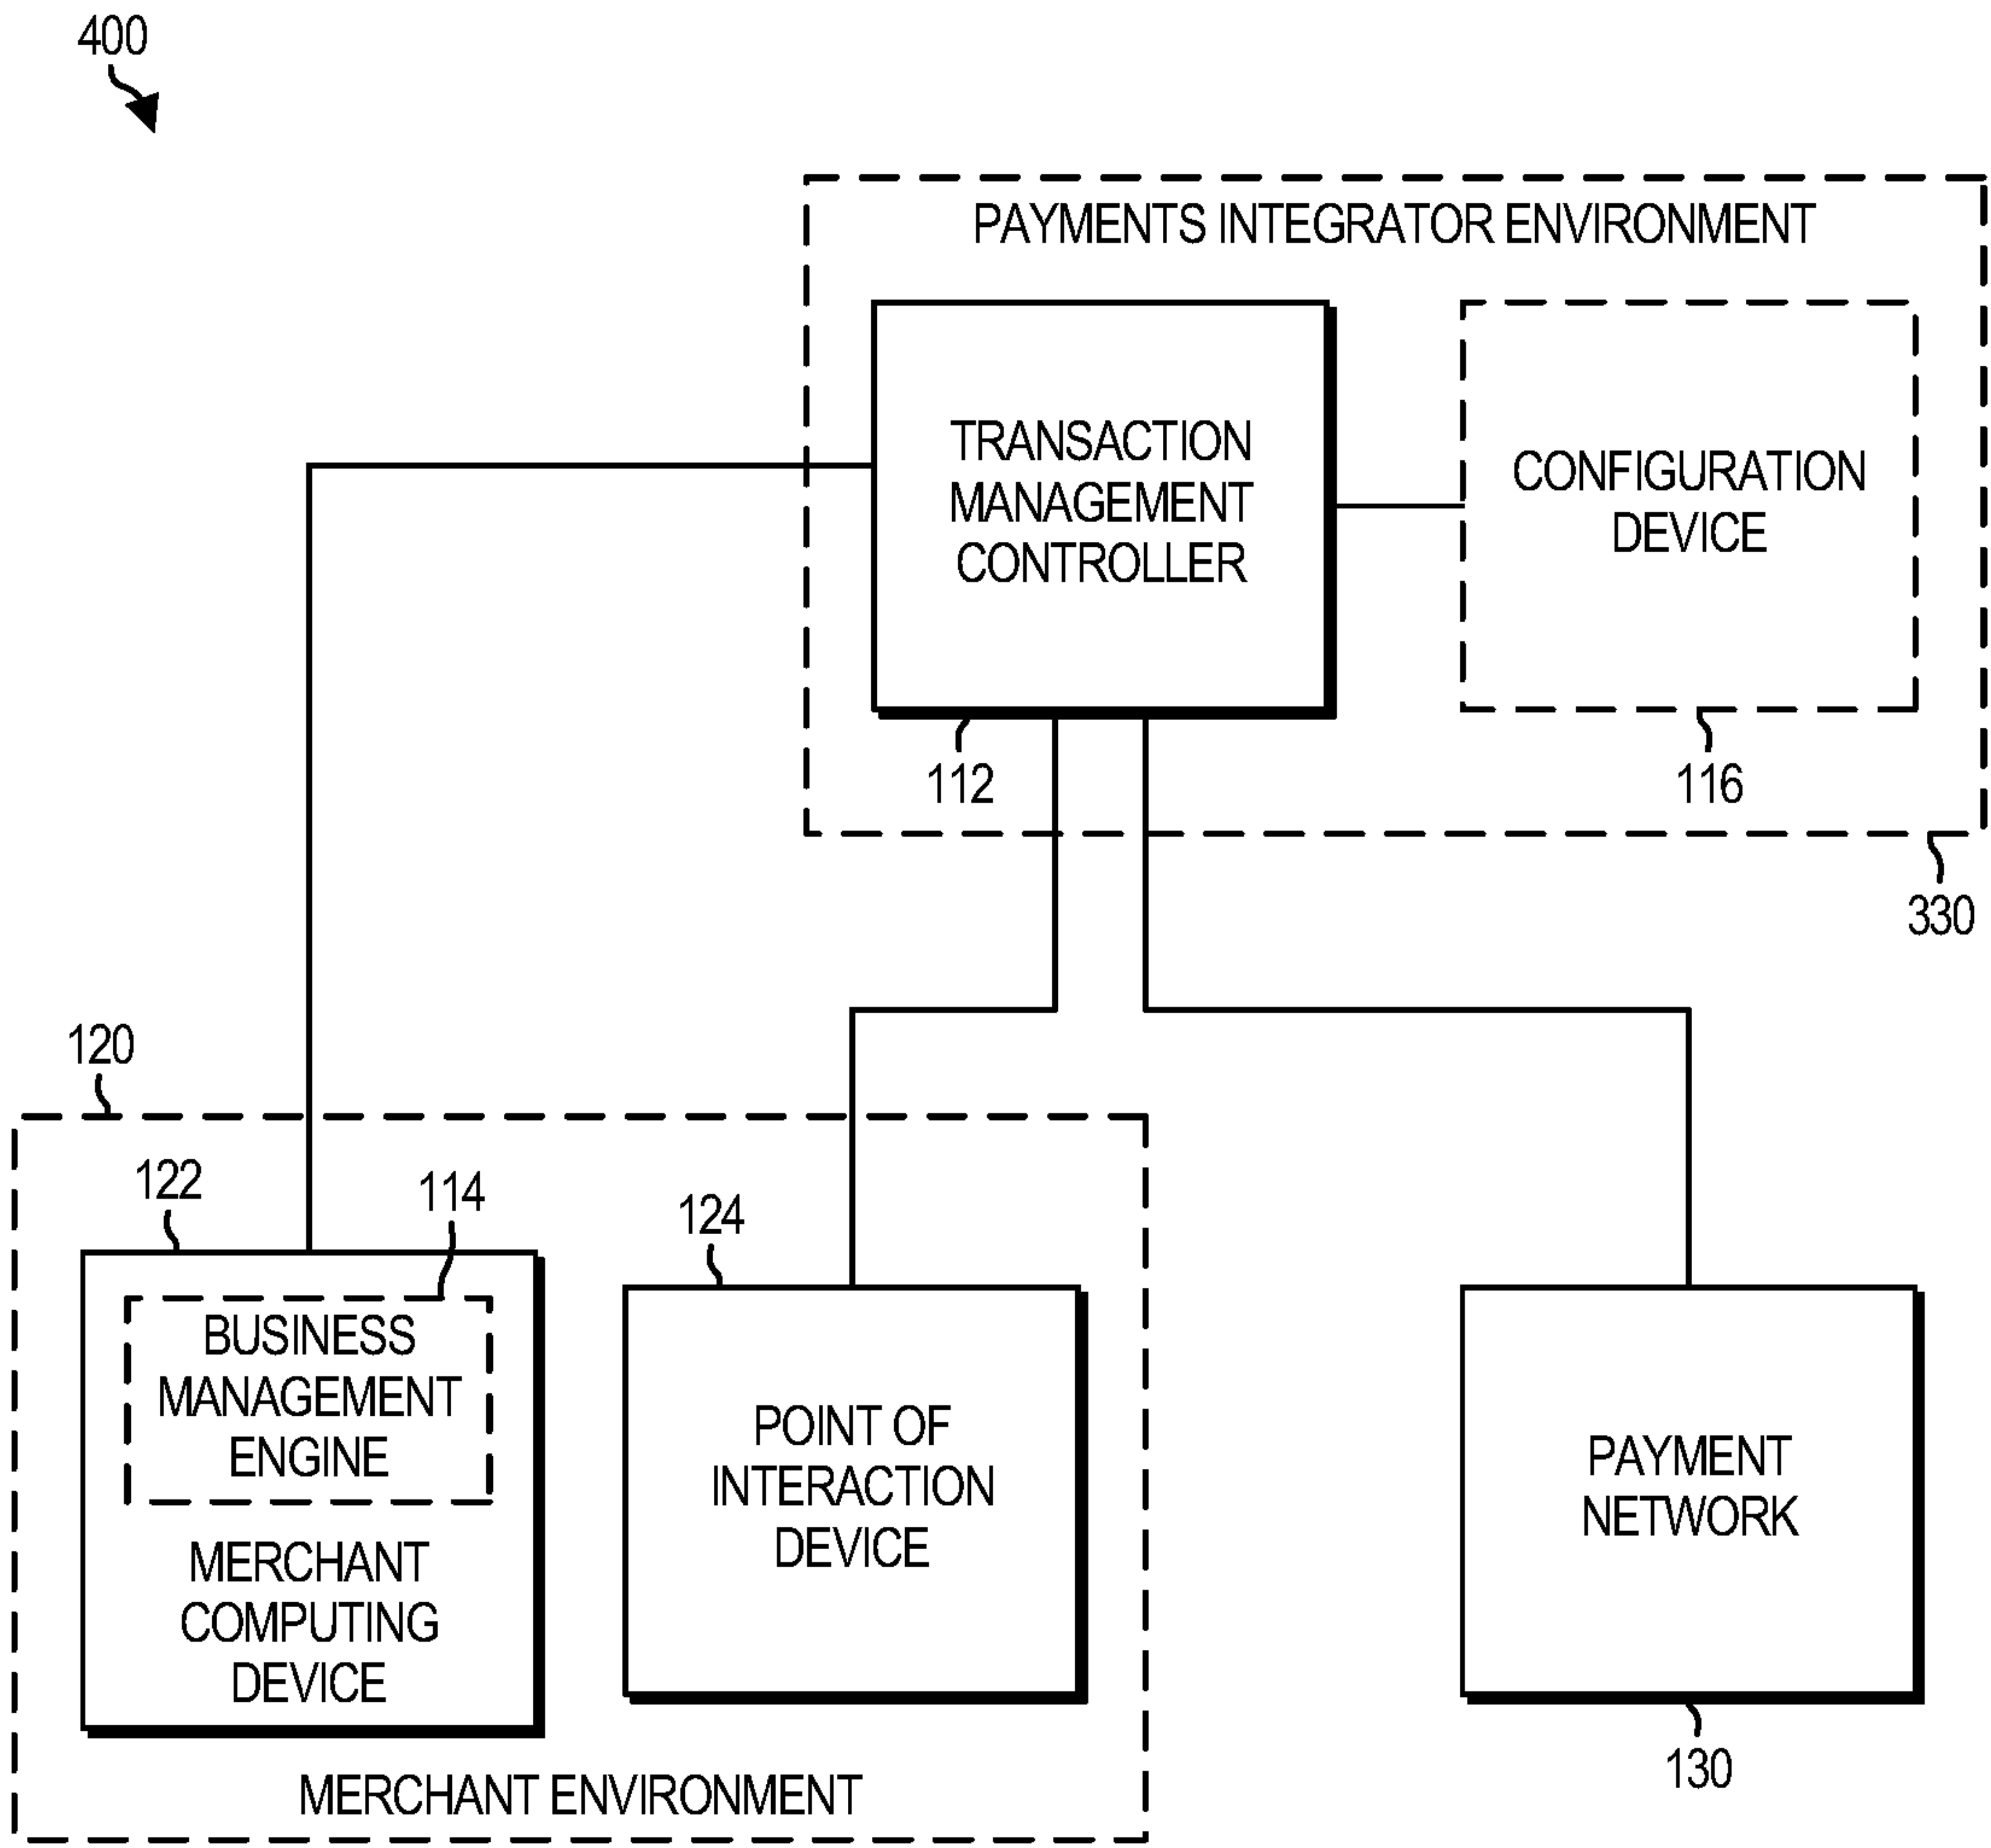 400
PAYMENTS INTEGRATOR ENVIRONMENT
TRANSACTION
MANAGEMENT
CONTROLLER
CONFIGURATION
DEVICE
112
116
330
120
122
114
124
BUSINESS
MANAGEMENT
ENGINE
MERCHANT
COMPUTING
DEVICE
POINT OF
INTERACTION
DEVICE
PAYMENT
NETWORK
130
MERCHANT ENVIRONMENT